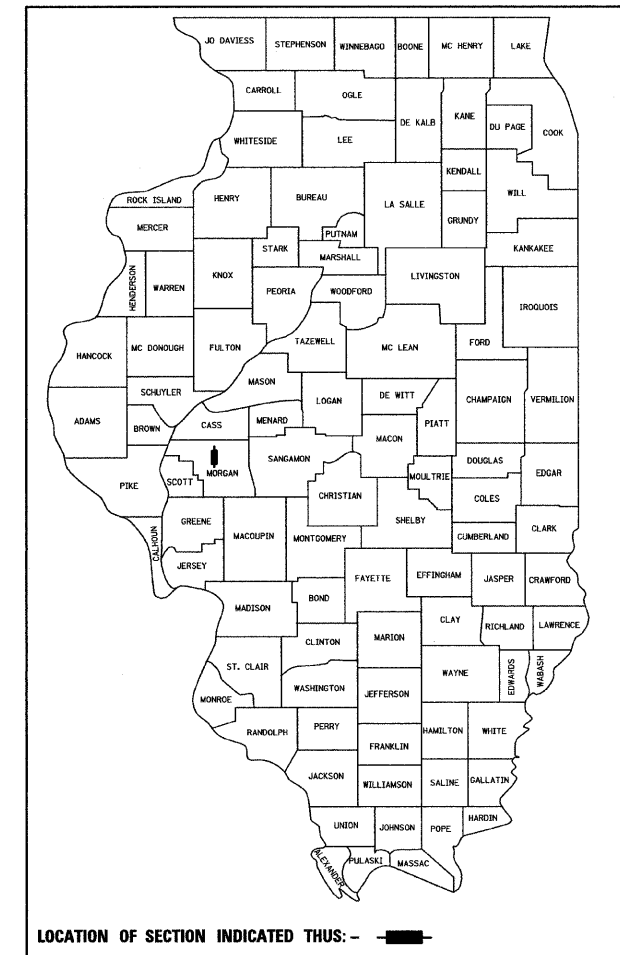 JO DAVIESS
STEPHENSON
WINNEBAGO
BOONE
MC HENRY
LAKE
CARROLL
OGLE
DE KALB
KANE
DU PAGE
COOK
WHITESIDE
LEE
KENDALL
WILL
ROCK ISLAND
HENRY
BUREAU
LA SALLE
GRUNDY
MERCER
PUTNAM
KANKAKEE
STARK
MARSHALL
HENDERSON
WARREN
KNOX
PEORIA
WOODFORD
LIVINGSTON
IROQUOIS
HANCOCK
MC DONOUGH
FULTON
TAZEWELL
MC LEAN
FORD
MASON
SCHUYLER
LOGAN
DE WITT
CHAMPAIGN
VERMILION
ADAMS
BROWN
CASS
MENARD
MACON
PIATT
MORGAN
SANGAMON
DOUGLAS
PIKE
SCOTT
MOULTRIE
EDGAR
CHRISTIAN
COLES
GREENE
MACOUPIN
MONTGOMERY
SHELBY
CLARK
CALHOUN
CUMBERLAND
JERSEY
FAYETTE
EFFINGHAM
JASPER
CRAWFORD
MADISON
BOND
CLAY
RICHLAND
LAWRENCE
CLINTON
MARION
ST. CLAIR
WAYNE
EDWARDS
WABASH
WASHINGTON
JEFFERSON
MONROE
RANDOLPH
PERRY
HAMILTON
WHITE
FRANKLIN
JACKSON
WILLIAMSON
SALINE
GALLATIN
UNION
JOHNSON
POPE
HARDIN
ALEXANDER
PULASKI
MASSAC
LOCATION OF SECTION INDICATED THUS: -